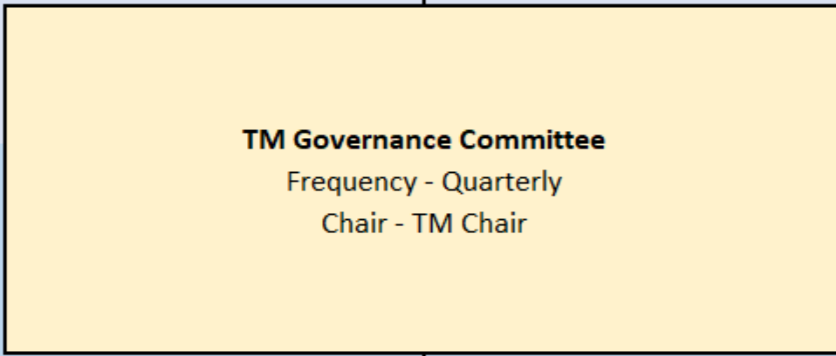 TM Governance Committee
Frequency - Quarterly
Chair - TM Chair